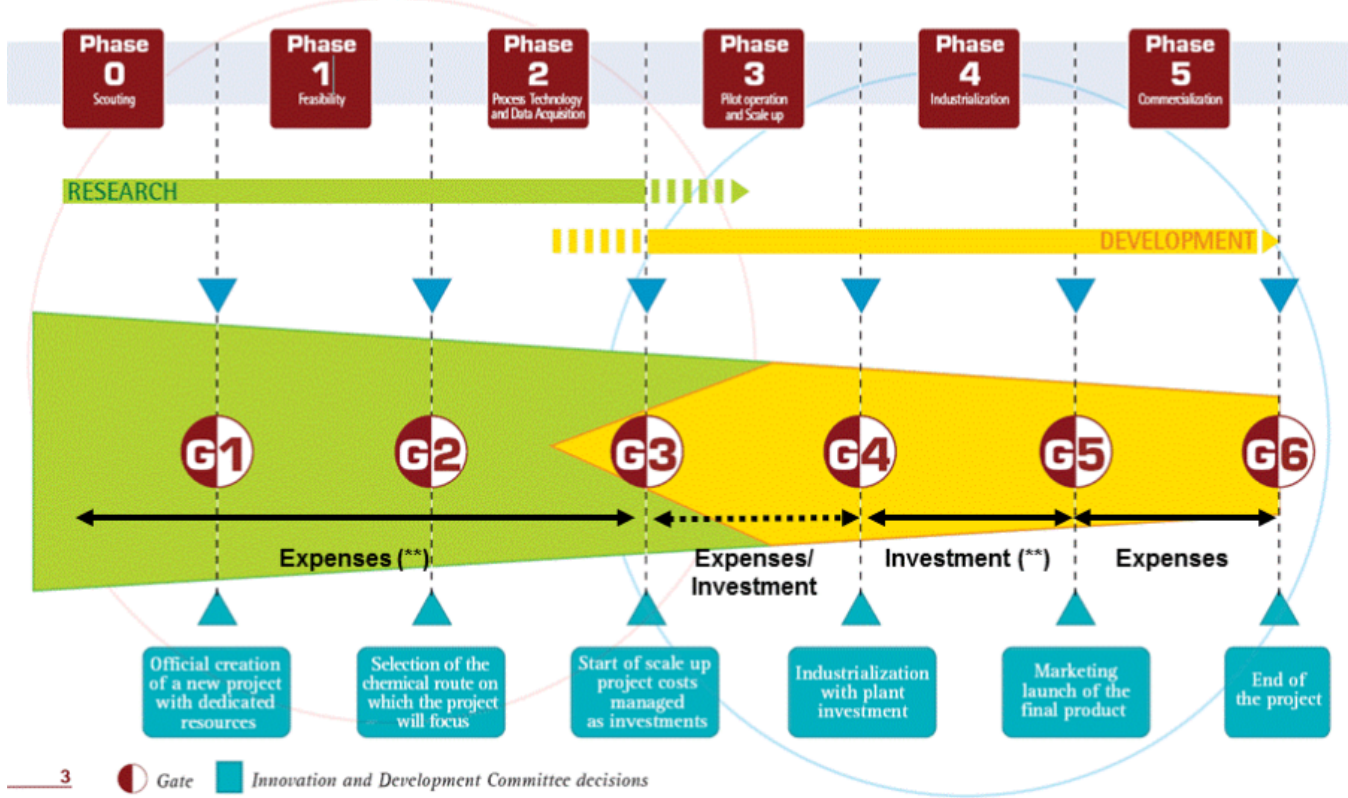 Phase
0
Scouting
Phase
1
Feasibility
Phase
2
Process Technology
and Data Acquisition
Phase
3
Pilot operation
and Scale up
Phase
4
Industrialization
Phase
5
Commercialization
RESEARCH
DEVELOPMENT
G1
G2
G3
G4
G5
G6
Expenses (**)
Expenses/
Investment
Investment (**)
Expenses
Official creation
of a new project
with dedicated
resources
Selection of the
chemical route on
which the project
will focus
Start of scale up
project costs
managed
as investments
Industrialization
with plant
investment
Marketing
launch of the
final product
End of
the project
3
Gate
Innovation and Development Committee decisions